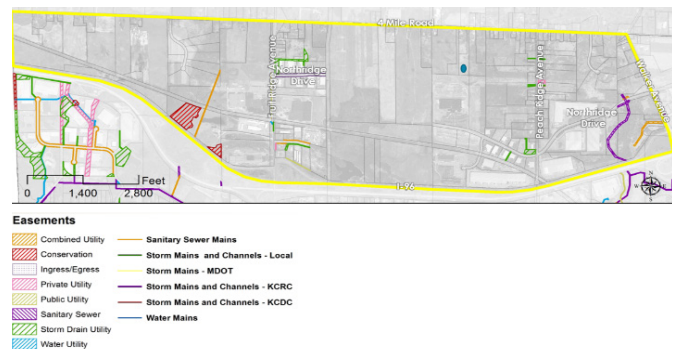 4 Mile Road
Fruit Ridge Avenue
Northridge
Drive
Peach Ridge Avenue
Walker Avenue
Northridge
Drive
I-96
Feet
0 1,400 2,800
N
W E
S
Easements
Combined Utility
Conservation
Ingress/Egress
Private Utility
Public Utility
Sanitary Sewer
Storm Drain Utility
Water Utility
Sanitary Sewer Mains
Storm Mains and Channels - Local
Storm Mains - MDOT
Storm Mains and Channels - KCRC
Storm Mains and Channels - KCDC
Water Mains